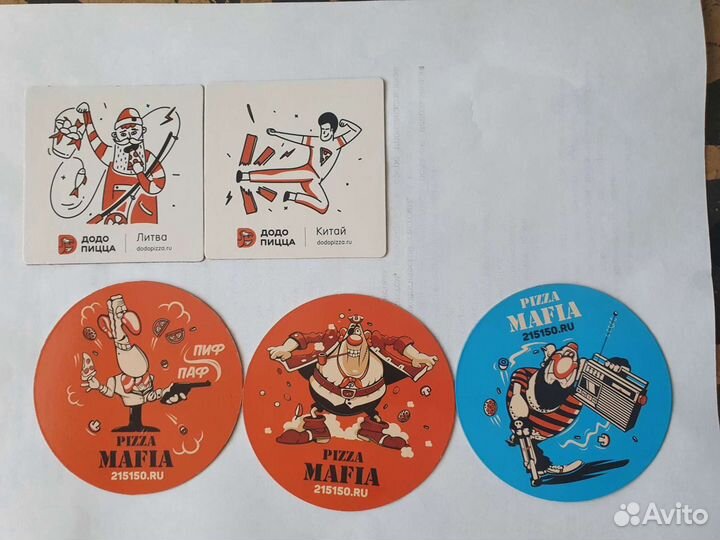 ДОДО
ПИЦЦА
Литва
dodopizza.ru
ДОДО
ПИЦЦА
Китай
dodopizza.ru
ПИФ
ПАФ
PIZZA
MAFIA
215150.RU
PIZZA
MAFIA
215150.RU
PIZZA
MAFIA
215150.RU
Avito